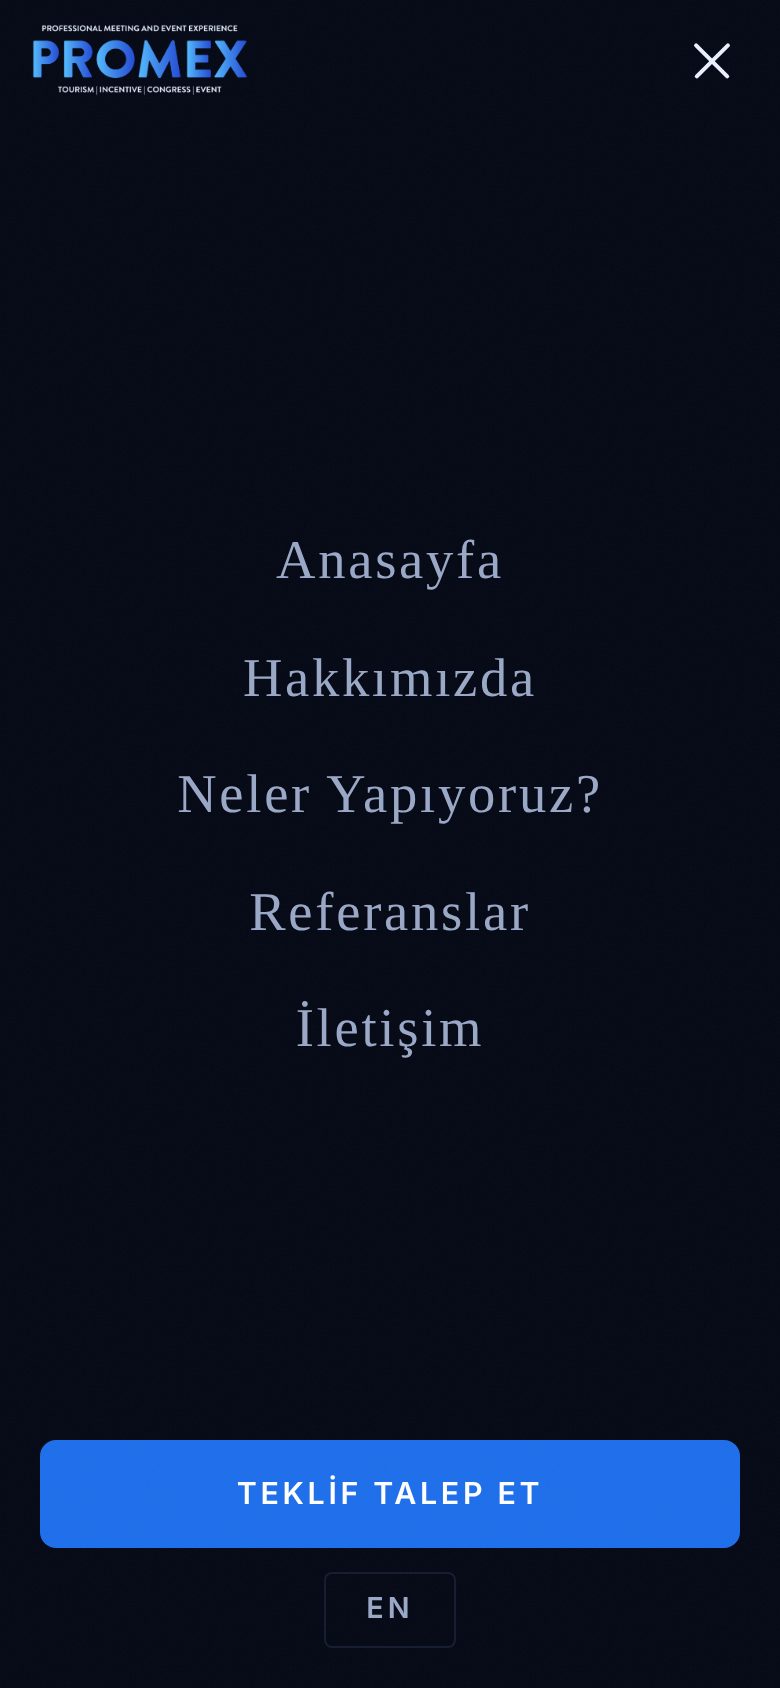 PROFESSIONAL MEETING AND EVENT EXPERIENCE
PROMEX
TOURISM | INCENTIVE | CONGRESS | EVENT
Anasayfa
Hakkımızda
Neler Yapıyoruz?
Referanslar
İletişim
TEKLİF TALEP ET
EN